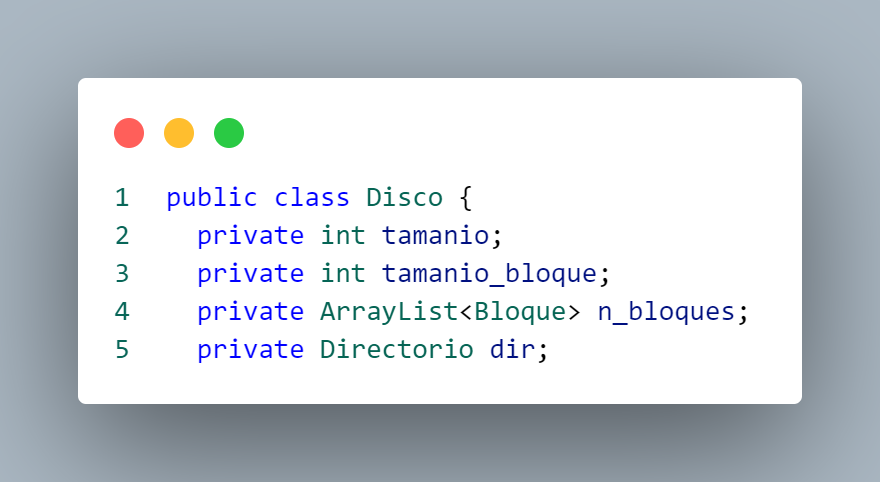 1 public class Disco {
2 private int tamanio;
3 private int tamanio_bloque;
4 private ArrayList<Bloque> n_bloques;
5 private Directorio dir;